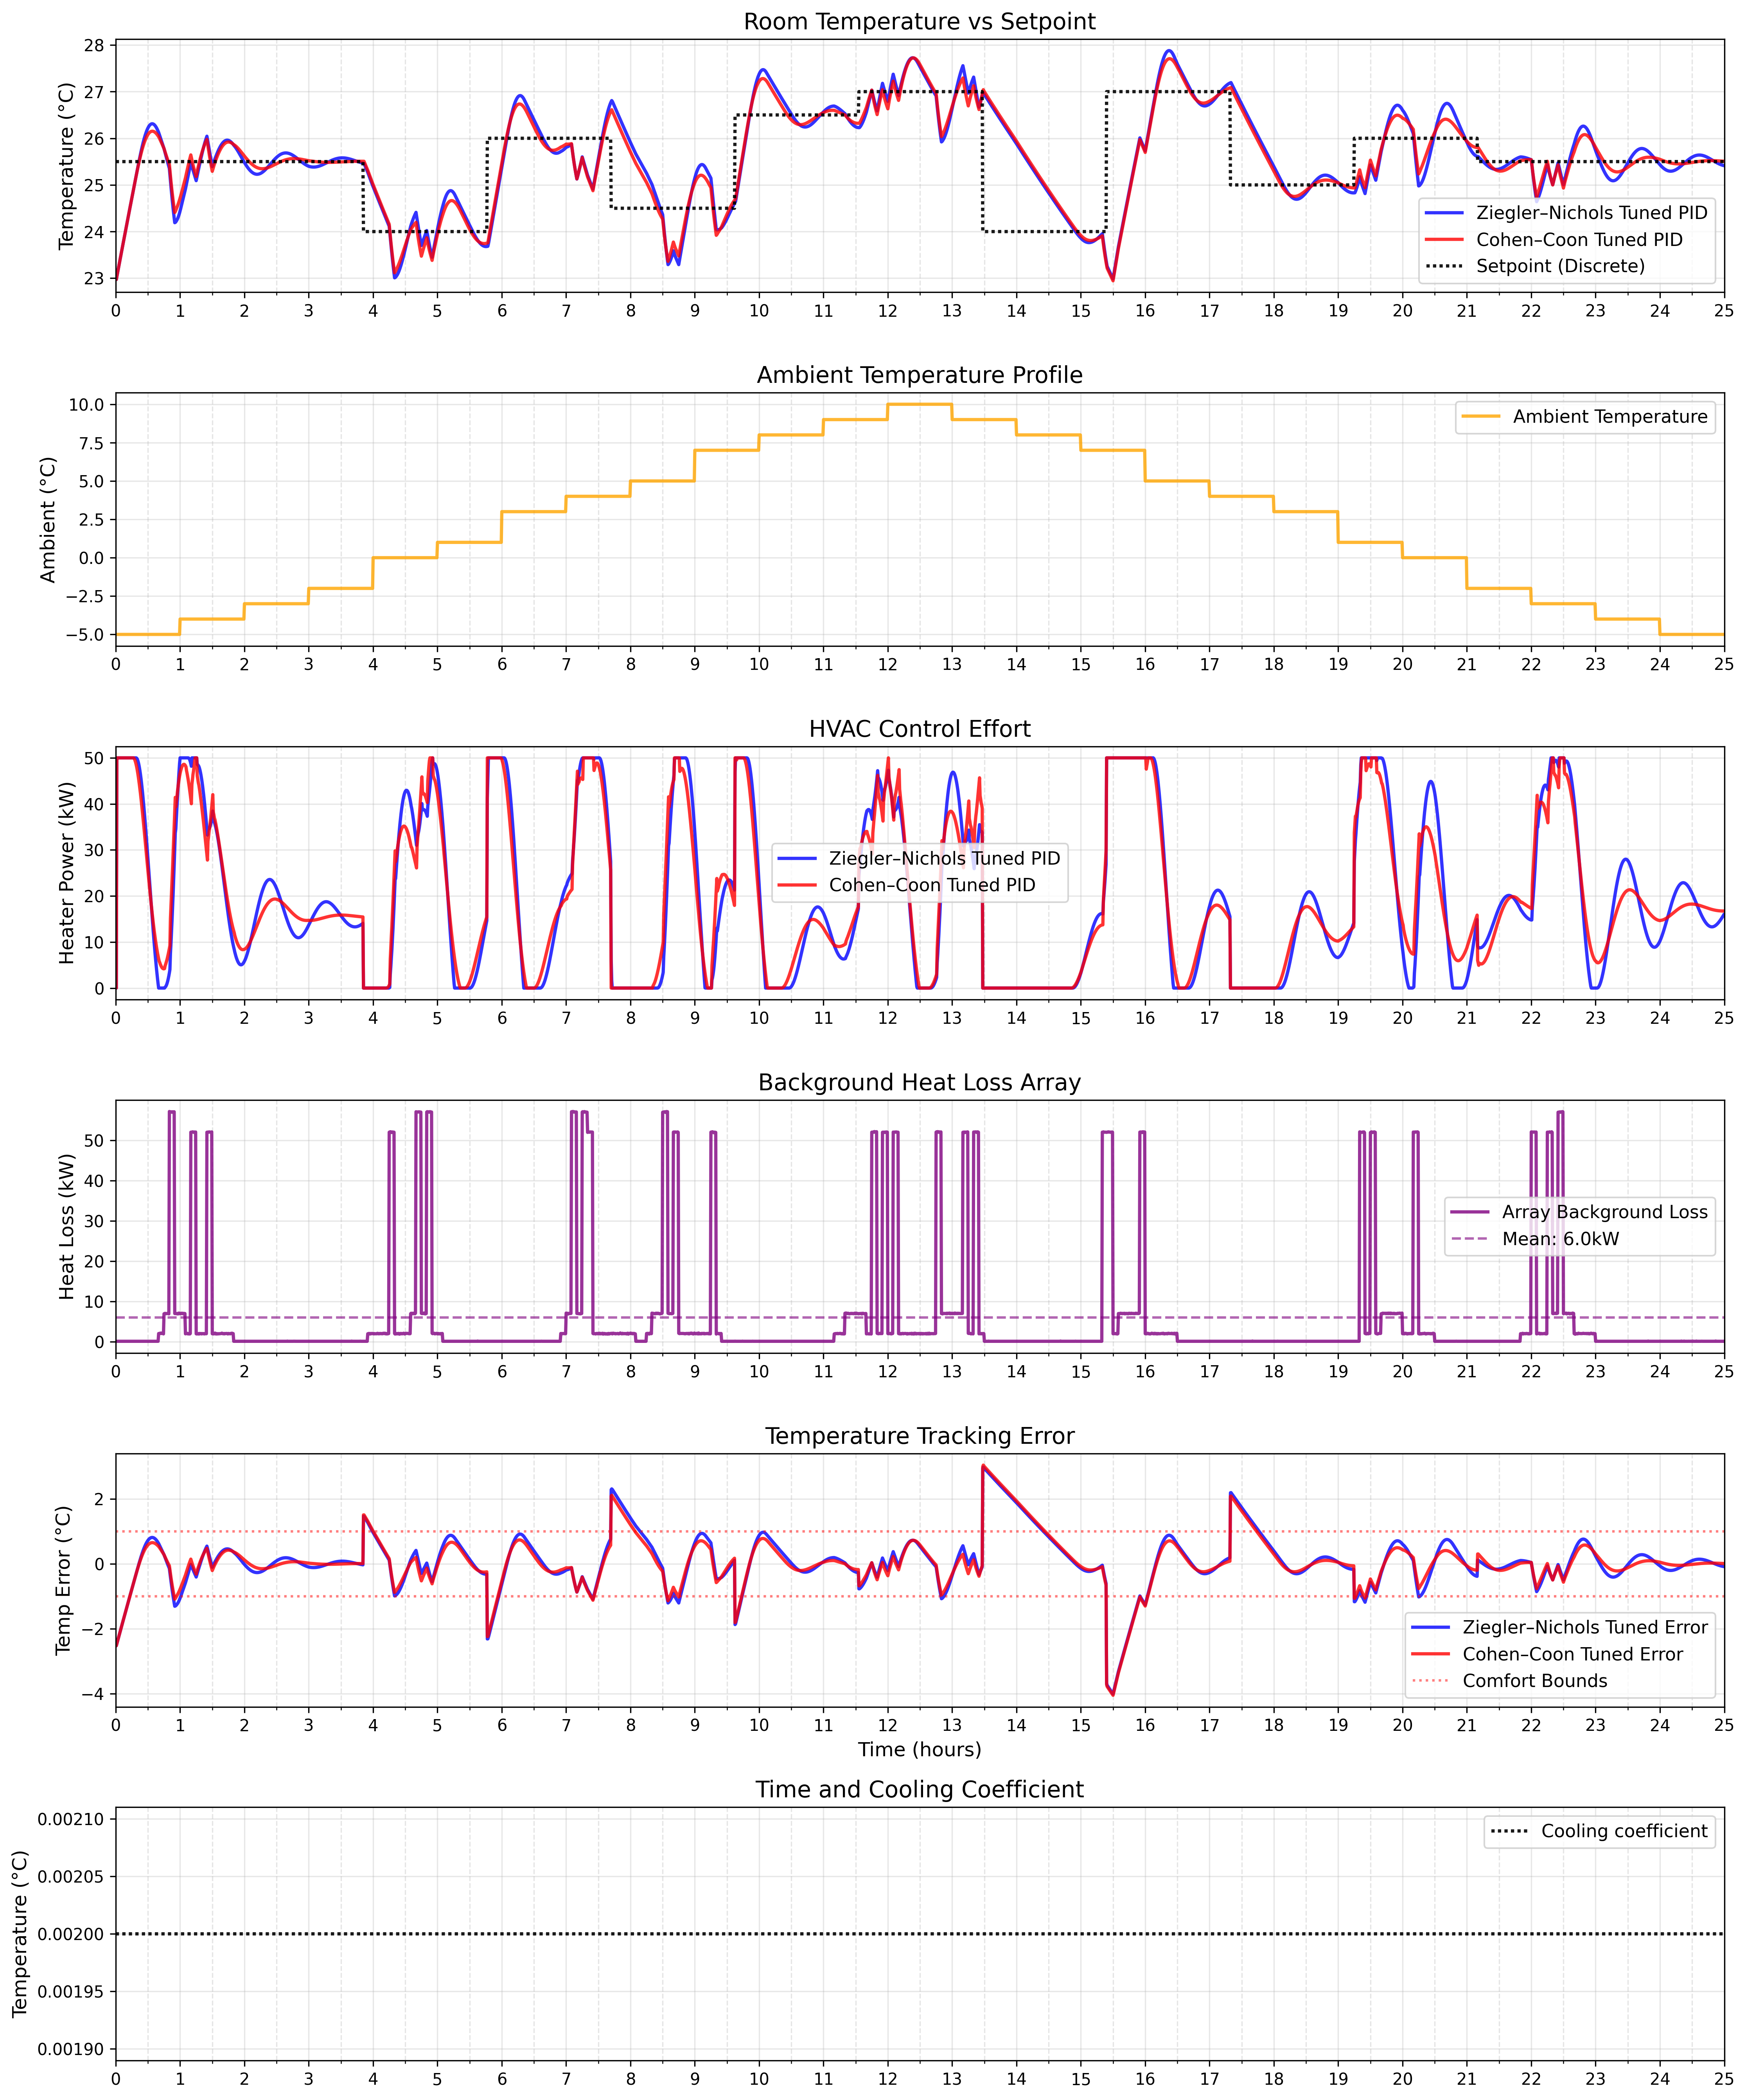 Room Temperature vs Setpoint
Temperature (°C)
28
27
26
25
24
23
Ziegler–Nichols Tuned PID
Cohen–Coon Tuned PID
Setpoint (Discrete)
0 1 2 3 4 5 6 7 8 9 10 11 12 13 14 15 16 17 18 19 20 21 22 23 24 25
Ambient Temperature Profile
Ambient (°C)
10.0
7.5
5.0
2.5
0.0
−2.5
−5.0
Ambient Temperature
0 1 2 3 4 5 6 7 8 9 10 11 12 13 14 15 16 17 18 19 20 21 22 23 24 25
HVAC Control Effort
Heater Power (kW)
50
40
30
20
10
0
Ziegler–Nichols Tuned PID
Cohen–Coon Tuned PID
0 1 2 3 4 5 6 7 8 9 10 11 12 13 14 15 16 17 18 19 20 21 22 23 24 25
Background Heat Loss Array
Heat Loss (kW)
50
40
30
20
10
0
Array Background Loss
Mean: 6.0kW
0 1 2 3 4 5 6 7 8 9 10 11 12 13 14 15 16 17 18 19 20 21 22 23 24 25
Temperature Tracking Error
Temp Error (°C)
2
0
−2
−4
Ziegler–Nichols Tuned Error
Cohen–Coon Tuned Error
Comfort Bounds
0 1 2 3 4 5 6 7 8 9 10 11 12 13 14 15 16 17 18 19 20 21 22 23 24 25
Time (hours)
Time and Cooling Coefficient
Temperature (°C)
0.00210
0.00205
0.00200
0.00195
0.00190
Cooling coefficient
0 1 2 3 4 5 6 7 8 9 10 11 12 13 14 15 16 17 18 19 20 21 22 23 24 25